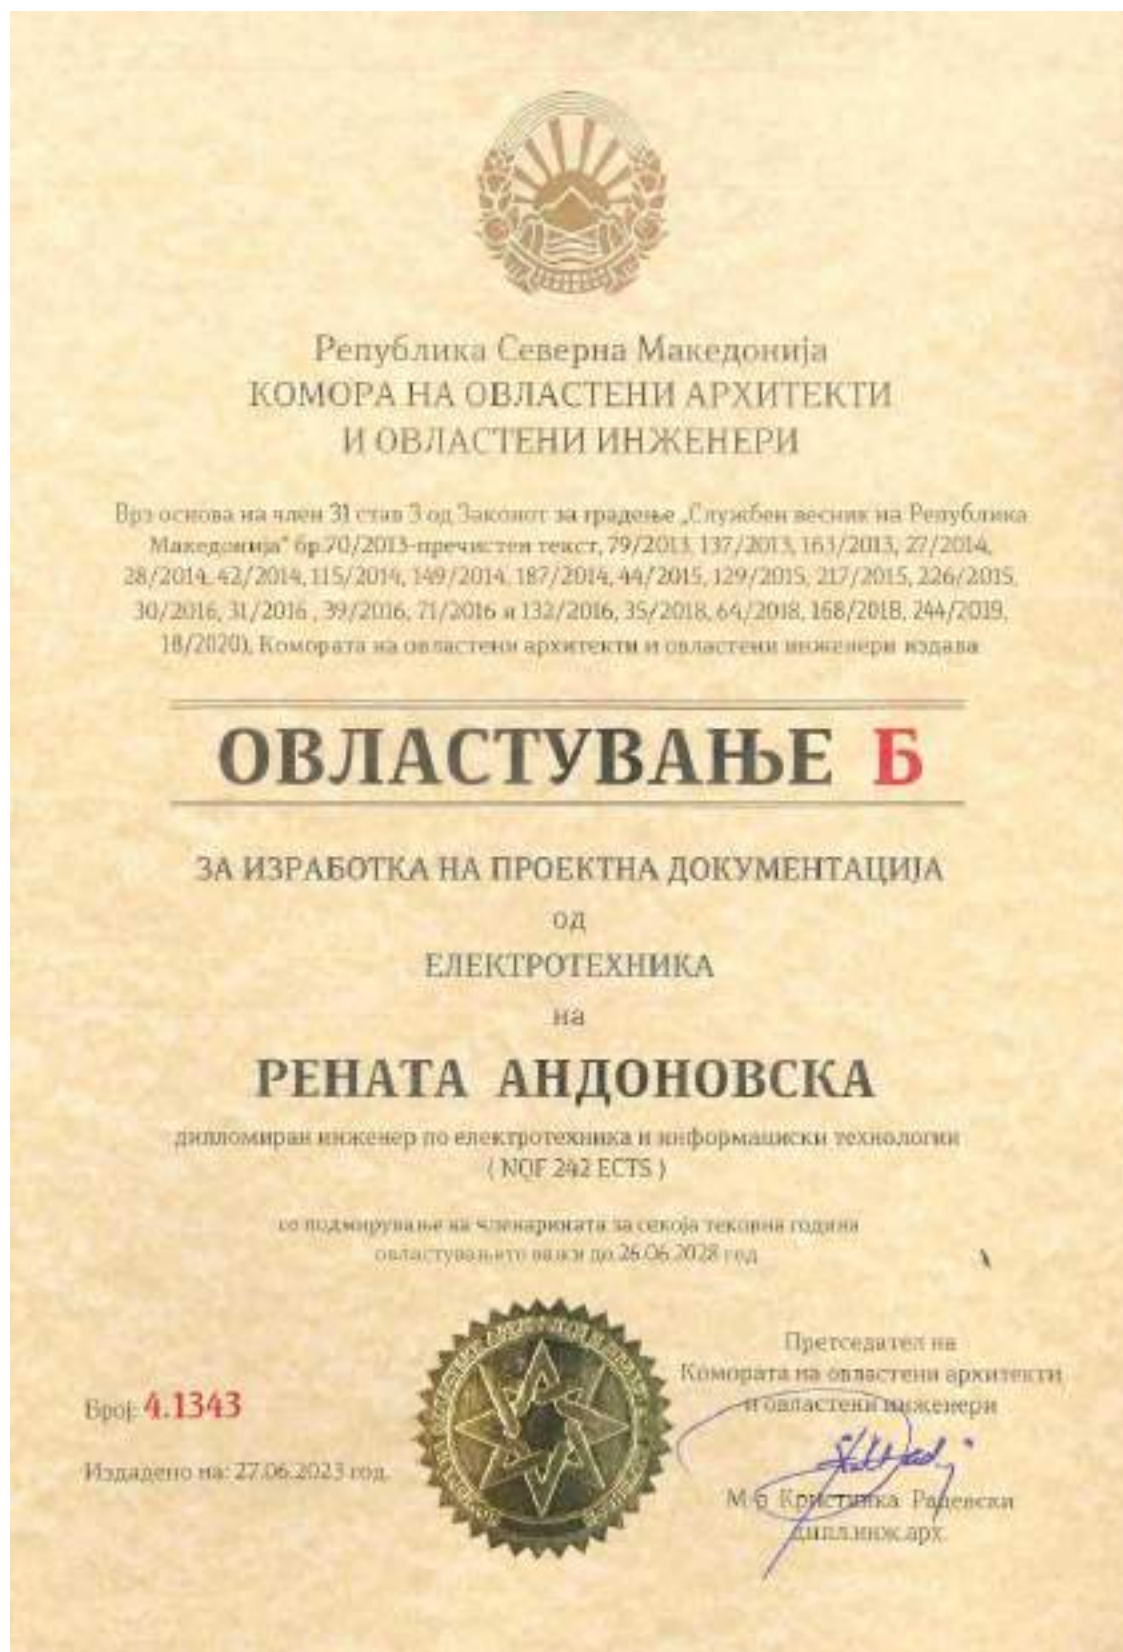 Република Северна Македонија
КОМОРА НА ОВЛАСТЕНИ АРХИТЕКТИ
И ОВЛАСТЕНИ ИНЖЕНЕРИ
Врз основа на член 31 став 3 од Законот за градење „Службен весник на Република
Македонија" бр.70/2013-пречистен текст, 79/2013, 137/2013, 163/2013, 27/2014,
28/2014, 42/2014, 115/2014, 149/2014, 187/2014, 44/2015, 129/2015, 217/2015, 226/2015,
30/2016, 31/2016 , 39/2016, 71/2016 и 132/2016, 35/2018, 64/2018, 168/2018, 244/2019,
18/2020), Комората на овластени архитекти и овластени инженери издава
ОВЛАСТУВАЊЕ Б
ЗА ИЗРАБОТКА НА ПРОЕКТНА ДОКУМЕНТАЦИЈА
од
ЕЛЕКТРОТЕХНИКА
на
РЕНАТА АНДОНОВСКА
дипломиран инженер по електротехника и информациски технологии
( NQF 242 ECTS )
со подмирување на членарината за секоја тековна година
овластувањето важи до 26.06.2028 год
Претседател на
Комората на овластени архитекти
и овластени инженери
Број: 4.1343
Издадено на: 27.06.2023 год.
М-р Кристинка Радевски
дипл.инж.арх.